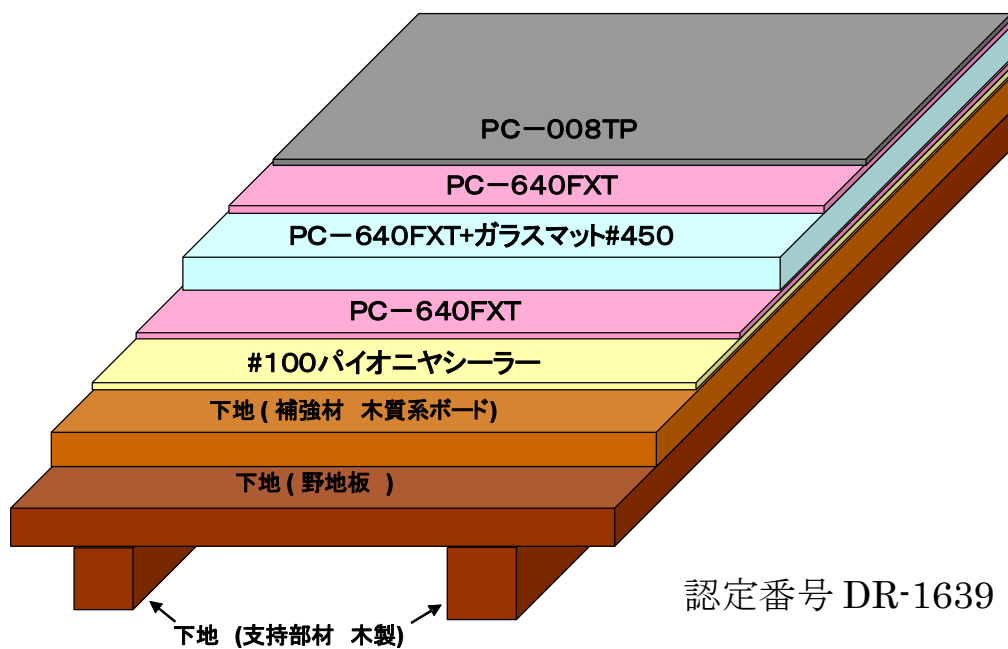 PC－008TP
PC－640FXT
PC－640FXT+ガラスマット#450
PC－640FXT
#100パイオニヤシーラー
下地 ( 補強材　木質系ボード)
下地 ( 野地板　)
下地　(支持部材　木製)
認定番号 DR-1639